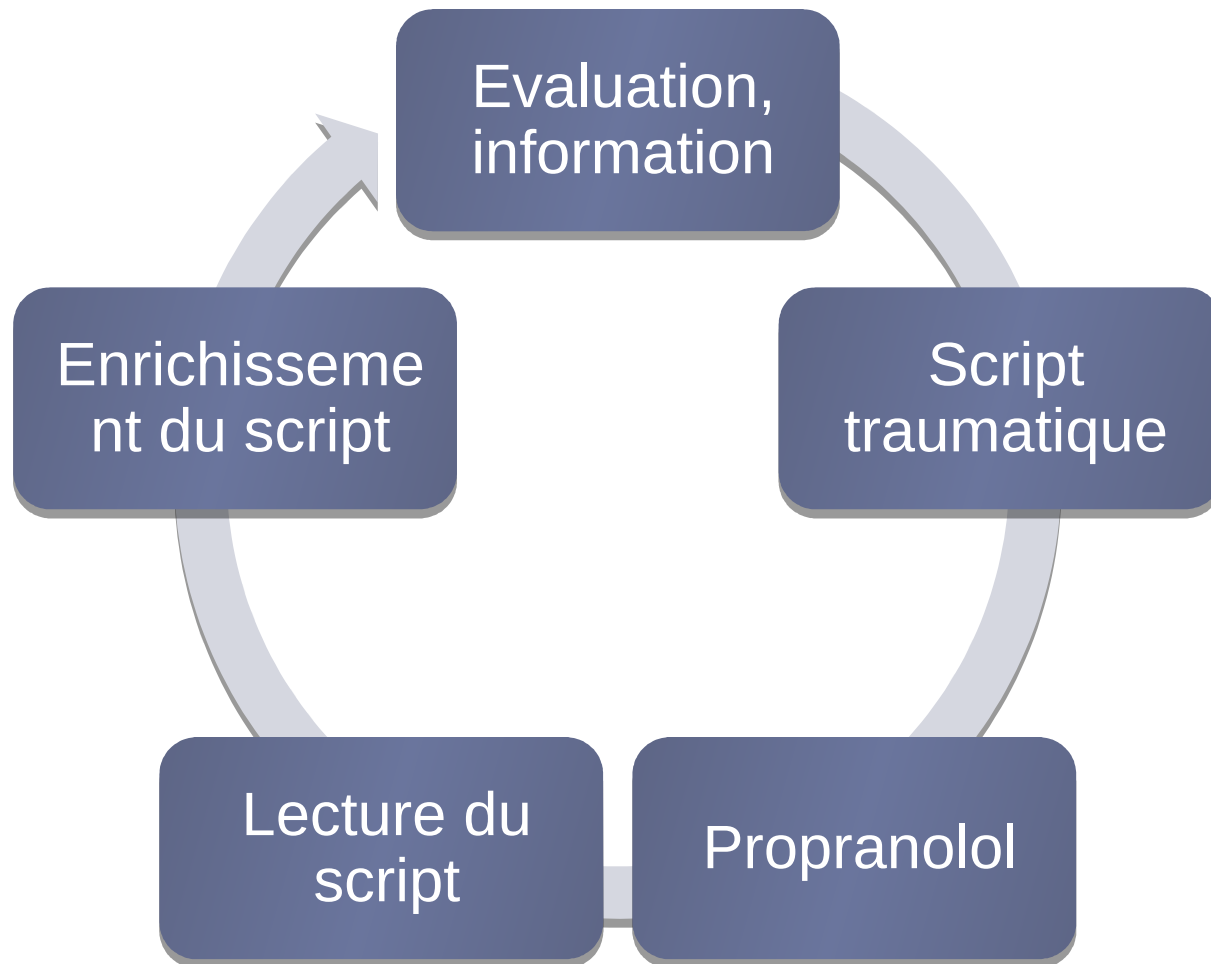 Evaluation,
information
Script
traumatique
Propranolol
Lecture du
script
Enrichisseme
nt du script